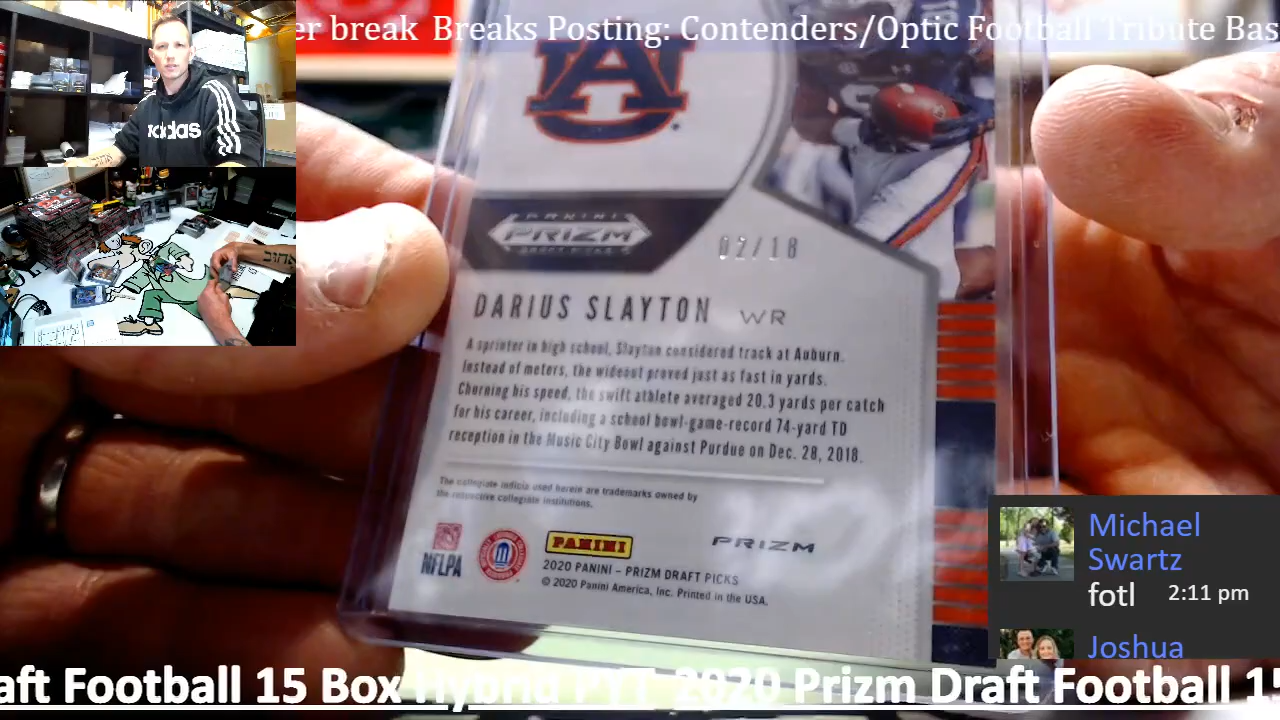 er break Breaks Posting: Contenders/Optic Football Tribute Bas
adidas
AU
PANINI
PRIZM
DRAFT PICKS
02/18
DARIUS SLAYTON WR
A sprinter in high school, Slayton considered track at Auburn.
Instead of meters, the wideout proved just as fast in yards.
Churning his speed, the swift athlete averaged 20.3 yards per catch
for his career, including a school bowl-game-record 74-yard TD
reception in the Music City Bowl against Purdue on Dec. 28, 2018.
The collegiate indicia used herein are trademarks owned by
the respective collegiate institutions.
NFLPA
PANINI
PRIZM
2020 PANINI – PRIZM DRAFT PICKS
© 2020 Panini America, Inc. Printed in the USA.
Michael
Swartz
fotl 2:11 pm
Joshua
aft Football 15 Box Hybrid PYT 2020 Prizm Draft Football 15